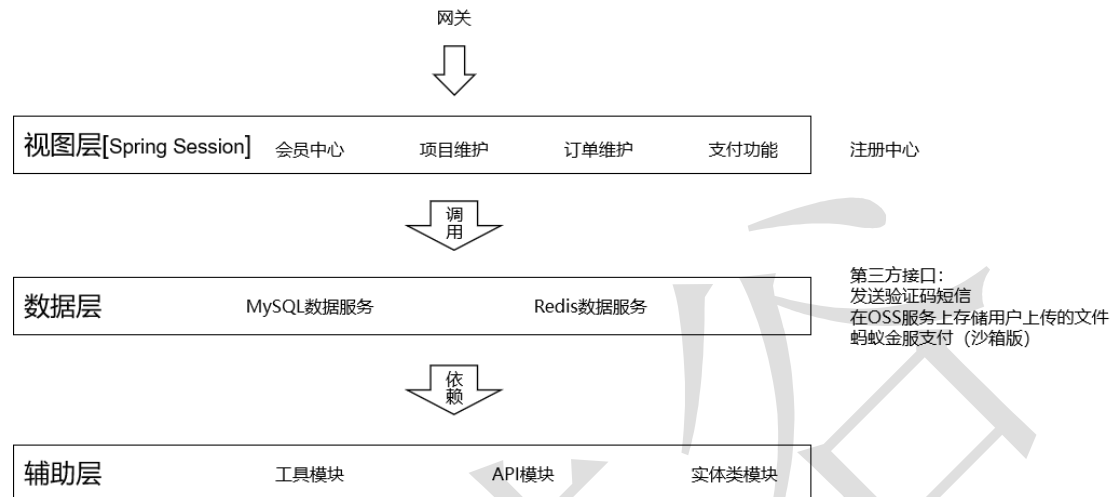 网关
视图层[Spring Session] 会员中心 项目维护 订单维护 支付功能 注册中心
调
用
数据层 MySQL数据服务 Redis数据服务
第三方接口：
发送验证码短信
在OSS服务上存储用户上传的文件
蚂蚁金服支付（沙箱版）
依
赖
辅助层 工具模块 API模块 实体类模块